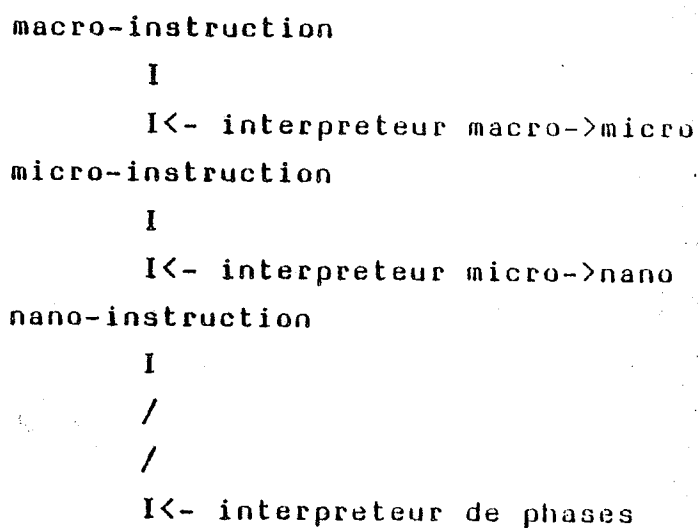 macro-instruction
I
I<- interpreteur macro->micro
micro-instruction
I
I<- interpreteur micro->nano
nano-instruction
I
/
/
I<- interpreteur de phases